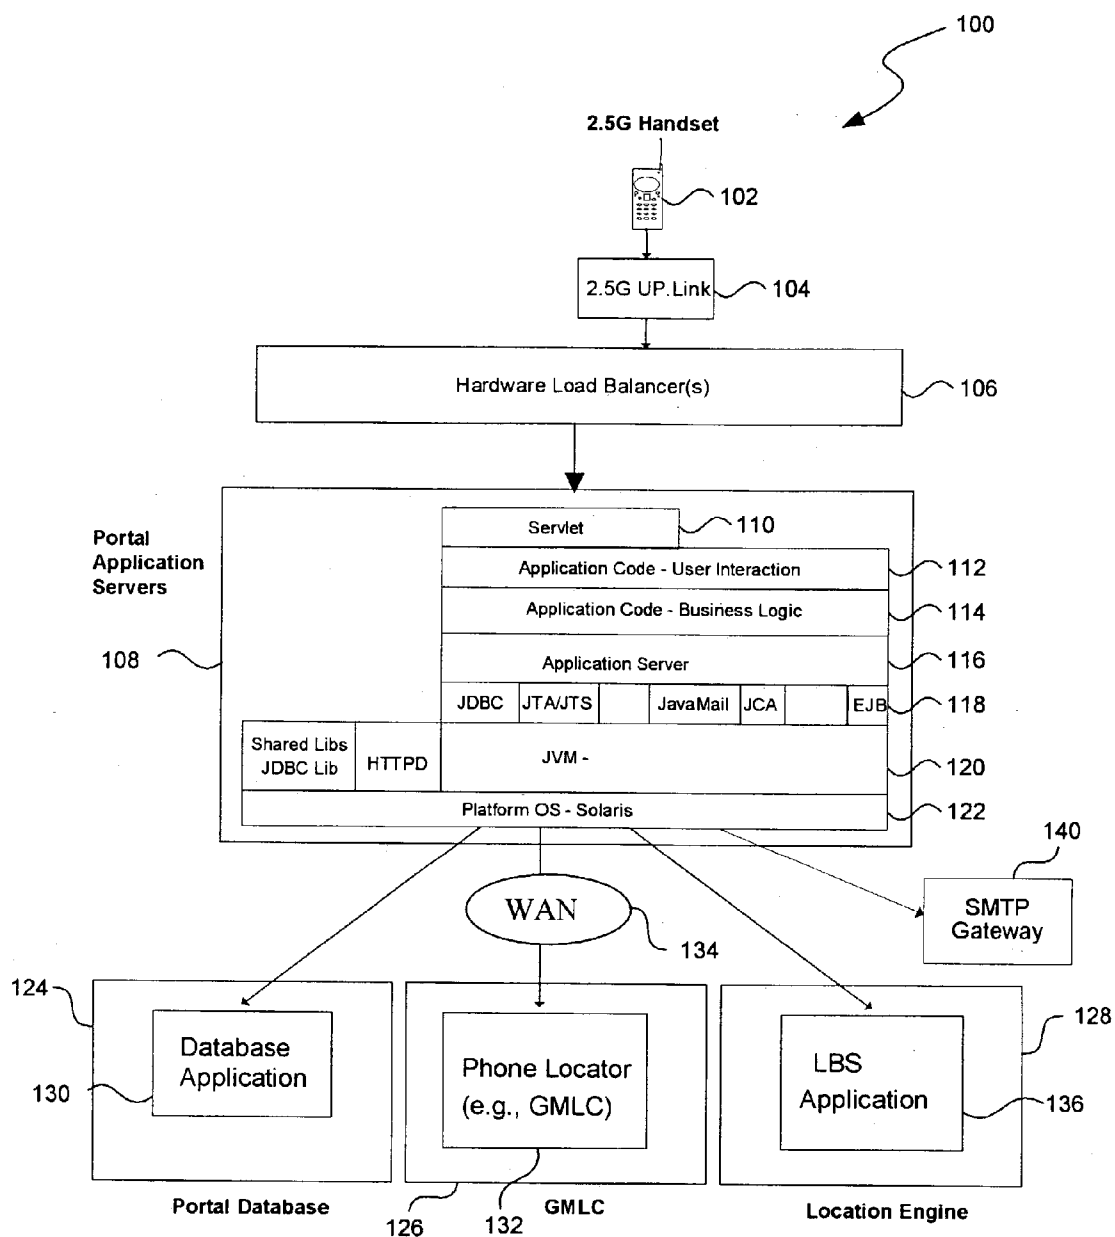 100
2.5G Handset
102
2.5G UP.Link
104
Hardware Load Balancer(s)
106
Portal
Application
Servers
108
Servlet
110
Application Code - User Interaction
112
Application Code - Business Logic
114
Application Server
116
JDBC JTA/JTS JavaMail JCA EJB
118
Shared Libs
JDBC Lib
HTTPD
JVM -
120
Platform OS - Solaris
122
140
SMTP
Gateway
WAN
134
124
Database
Application
130
Phone Locator
(e.g., GMLC)
LBS
Application
128
136
Portal Database
126
132
GMLC
Location Engine